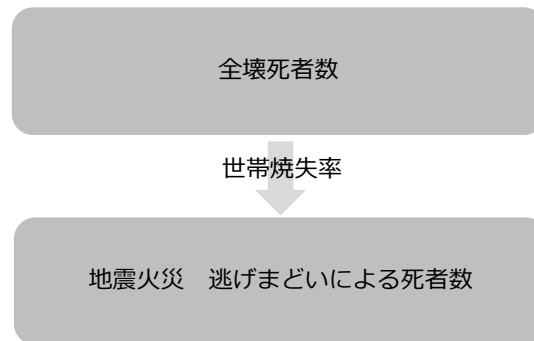 全壊死者数
世帯焼失率
地震火災　逃げまどいによる死者数